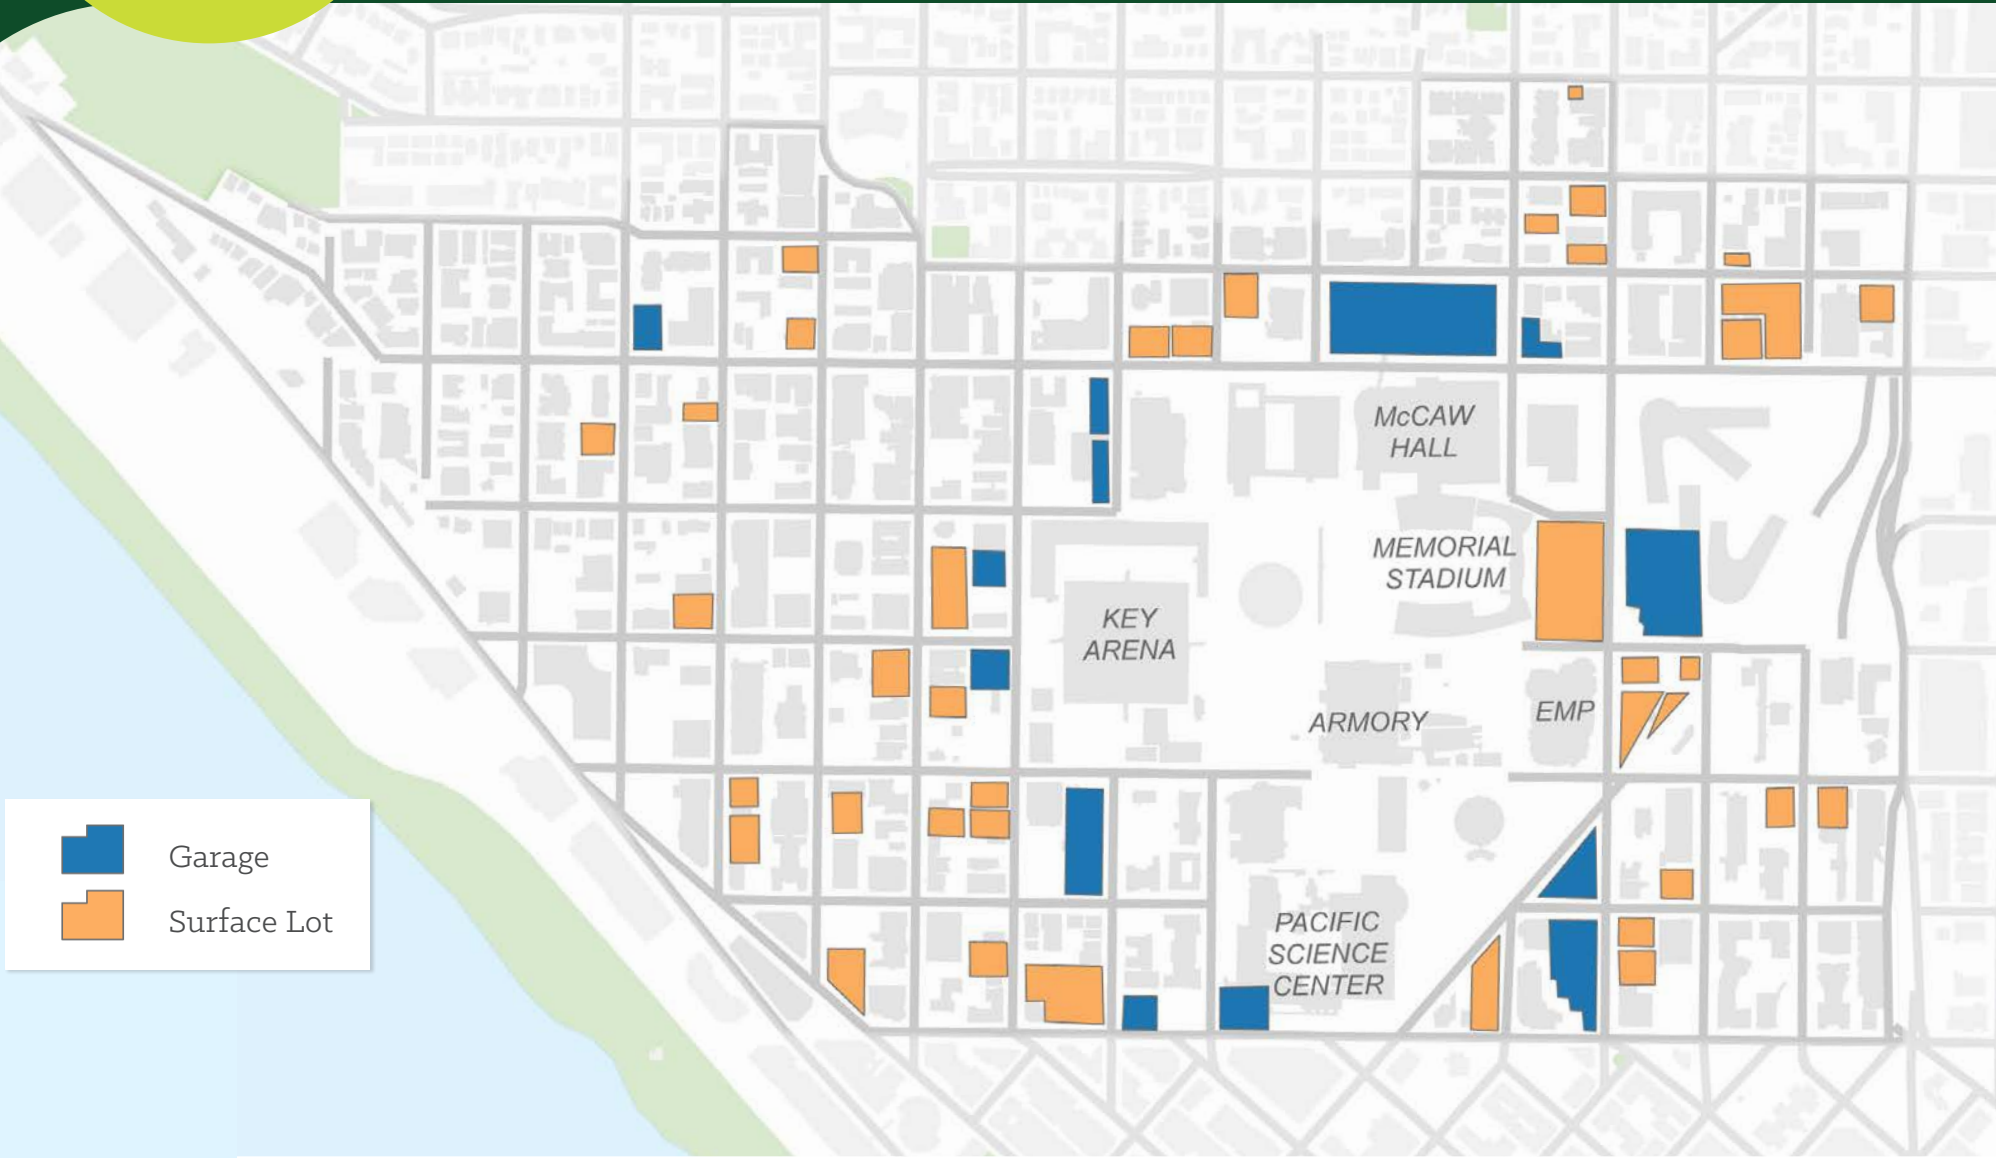 McCAW
HALL
MEMORIAL
STADIUM
KEY
ARENA
ARMORY
EMP
Garage
Surface Lot
PACIFIC
SCIENCE
CENTER